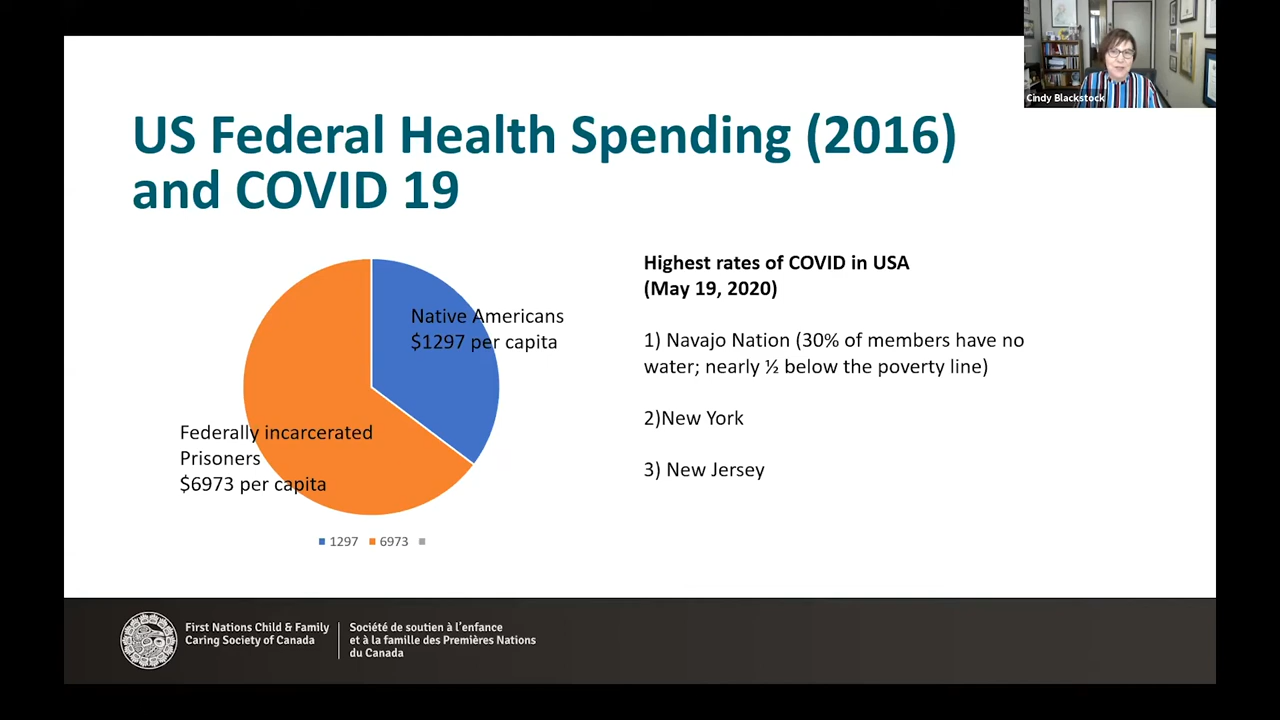 Cindy Blackstock
US Federal Health Spending (2016)
and COVID 19
Native Americans
$1297 per capita
Federally incarcerated
Prisoners
$6973 per capita
1297
6973
Highest rates of COVID in USA
(May 19, 2020)
1) Navajo Nation (30% of members have no
water; nearly ½ below the poverty line)
2)New York
3) New Jersey
First Nations Child & Family
Caring Society of Canada
Société de soutien à l'enfance
et à la famille des Premières Nations
du Canada